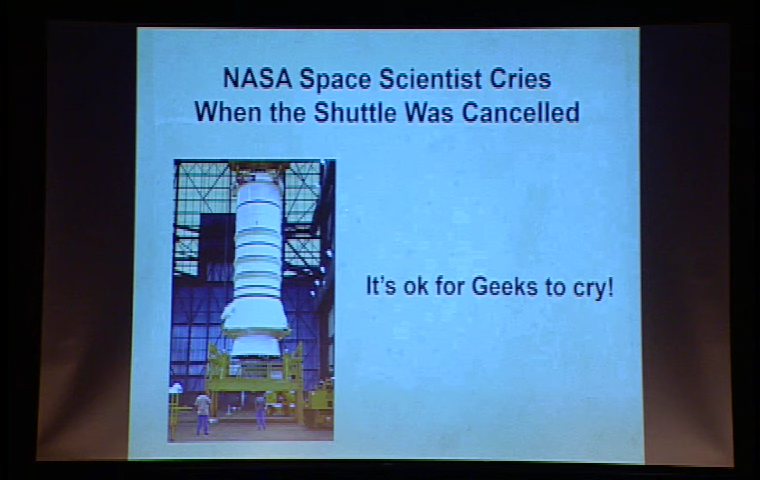 NASA Space Scientist Cries
When the Shuttle Was Cancelled
It's ok for Geeks to cry!